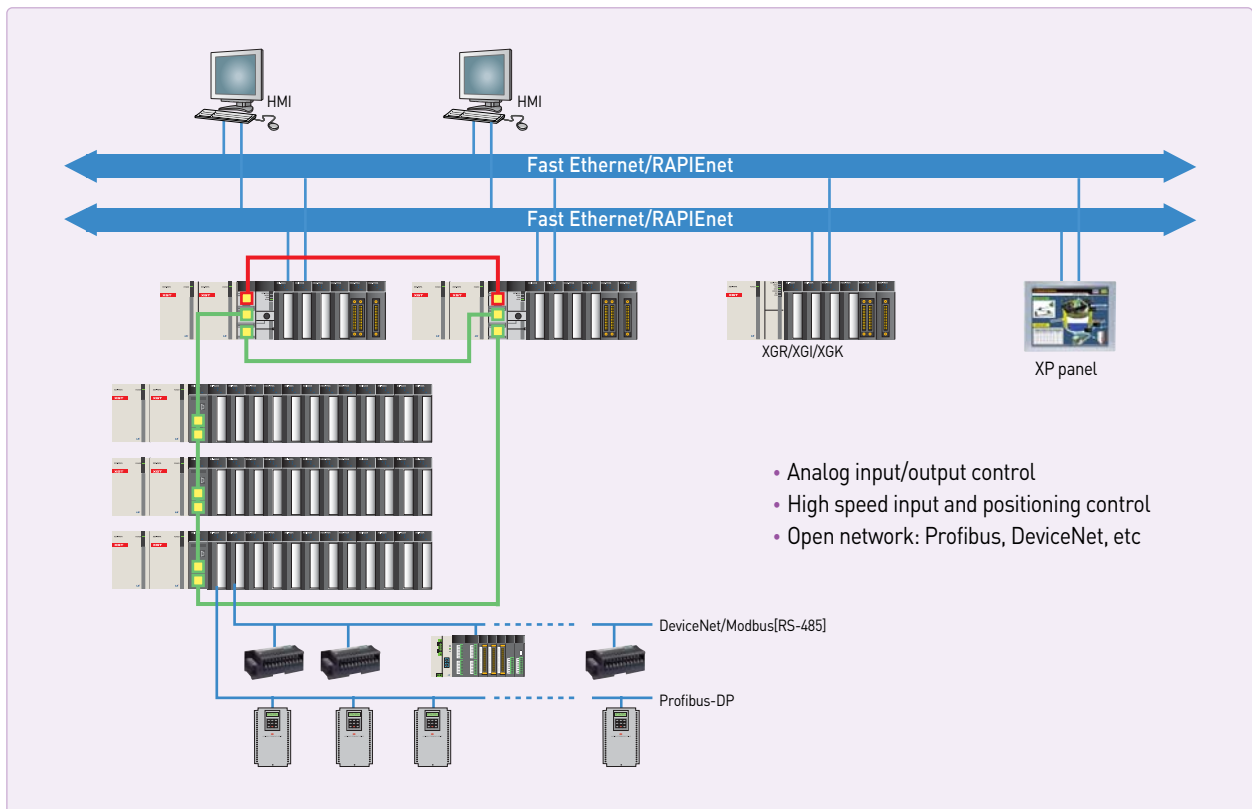 HMI
HMI
Fast Ethernet/RAPIEnet
Fast Ethernet/RAPIEnet
XGR/XGI/XGK
XP panel
• Analog input/output control
• High speed input and positioning control
• Open network: Profibus, DeviceNet, etc
DeviceNet/Modbus[RS-485]
Profibus-DP